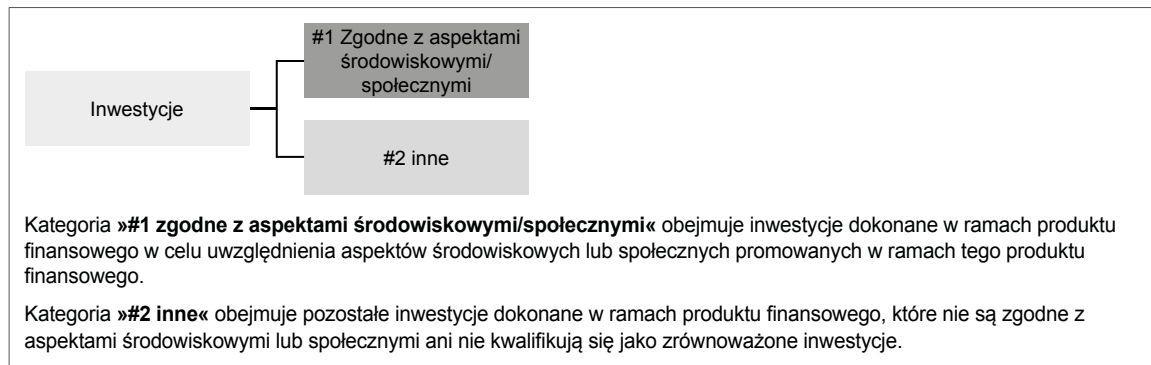 #1 Zgodne z aspektami
środowiskowymi/
społecznymi
Inwestycje
#2 inne
Kategoria »#1 zgodne z aspektami środowiskowymi/społecznymi« obejmuje inwestycje dokonane w ramach produktu
finansowego w celu uwzględnienia aspektów środowiskowych lub społecznych promowanych w ramach tego produktu
finansowego.
Kategoria »#2 inne« obejmuje pozostałe inwestycje dokonane w ramach produktu finansowego, które nie są zgodne z
aspektami środowiskowymi lub społecznymi ani nie kwalifikują się jako zrównoważone inwestycje.